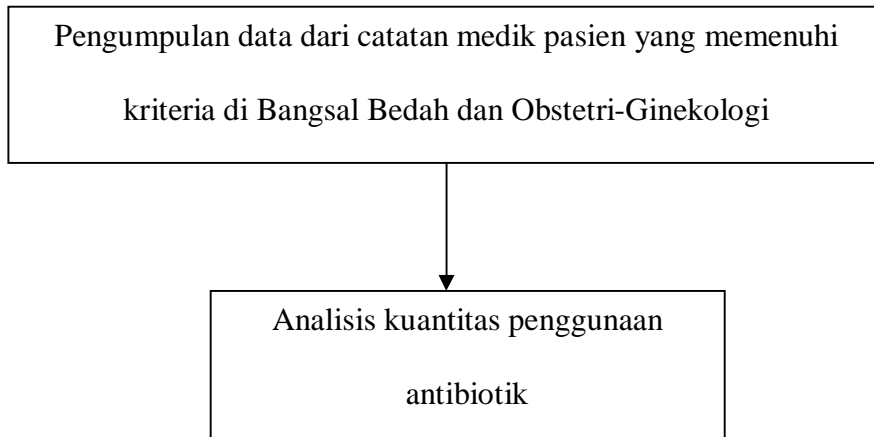 Pengumpulan data dari catatan medik pasien yang memenuhi
kriteria di Bangsal Bedah dan Obstetri-Ginekologi
Analisis kuantitas penggunaan
antibiotik